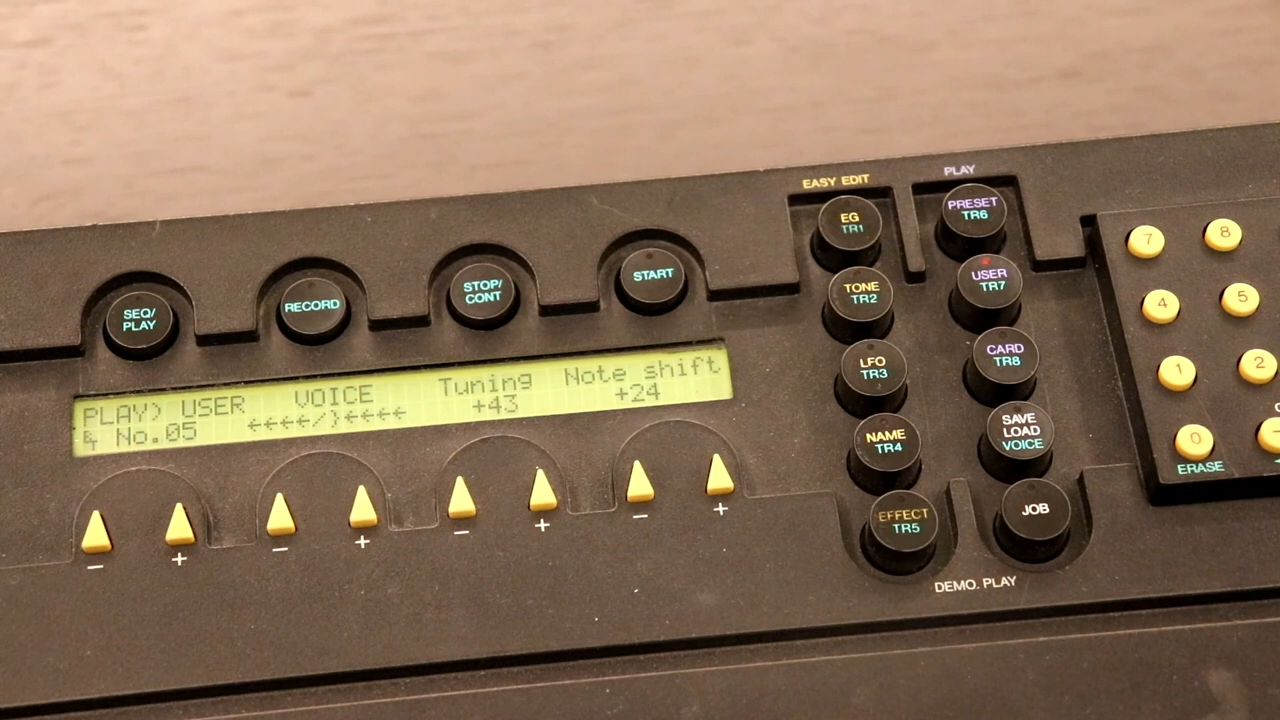 EASY EDIT
PLAY
EG
TR1
PRESET
TR6
7
8
SEQ/
PLAY
RECORD
STOP/
CONT
START
TONE
TR2
USER
TR7
4
5
PLAY) USER VOICE Tuning Note shift
No.05 ←←←←/}←←←← +43 +24
LFO
TR3
CARD
TR8
1
2
NAME
TR4
SAVE
LOAD
VOICE
0
ERASE
- + - + - + - +
EFFECT
TR5
JOB
DEMO. PLAY